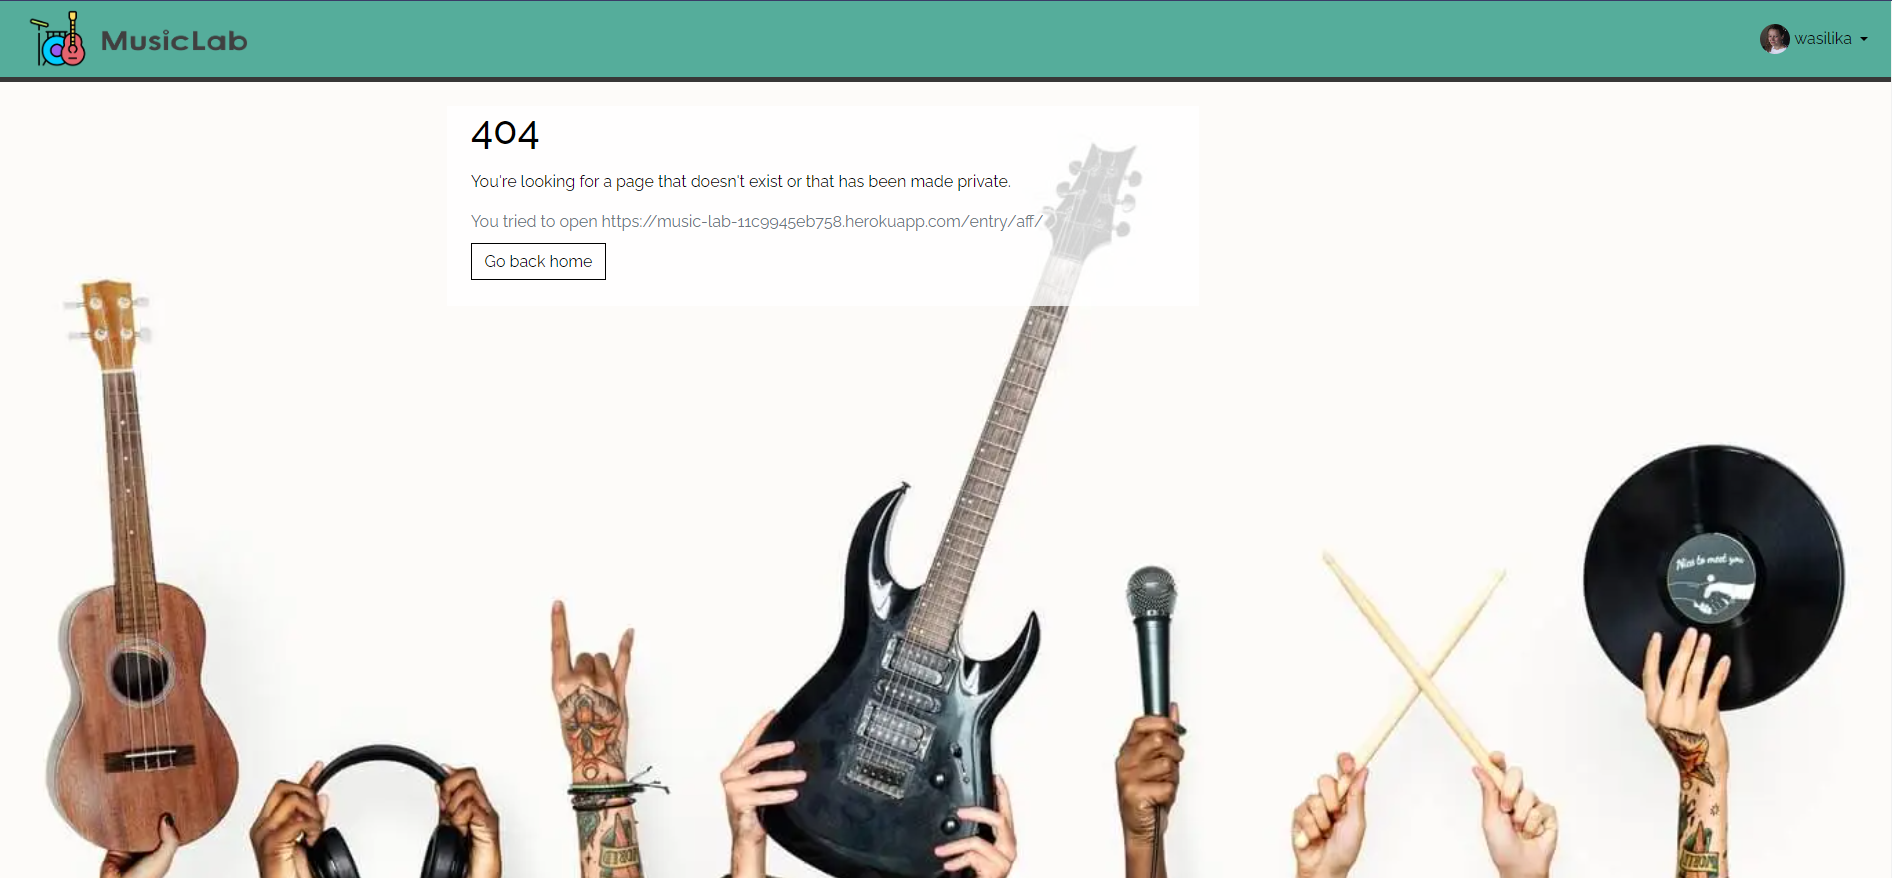 MusicLab
wasilika
404
You're looking for a page that doesn't exist or that has been made private.
You tried to open https://music-lab-11c9945eb758.herokuapp.com/entry/aff/
Go back home
Nice to meet you